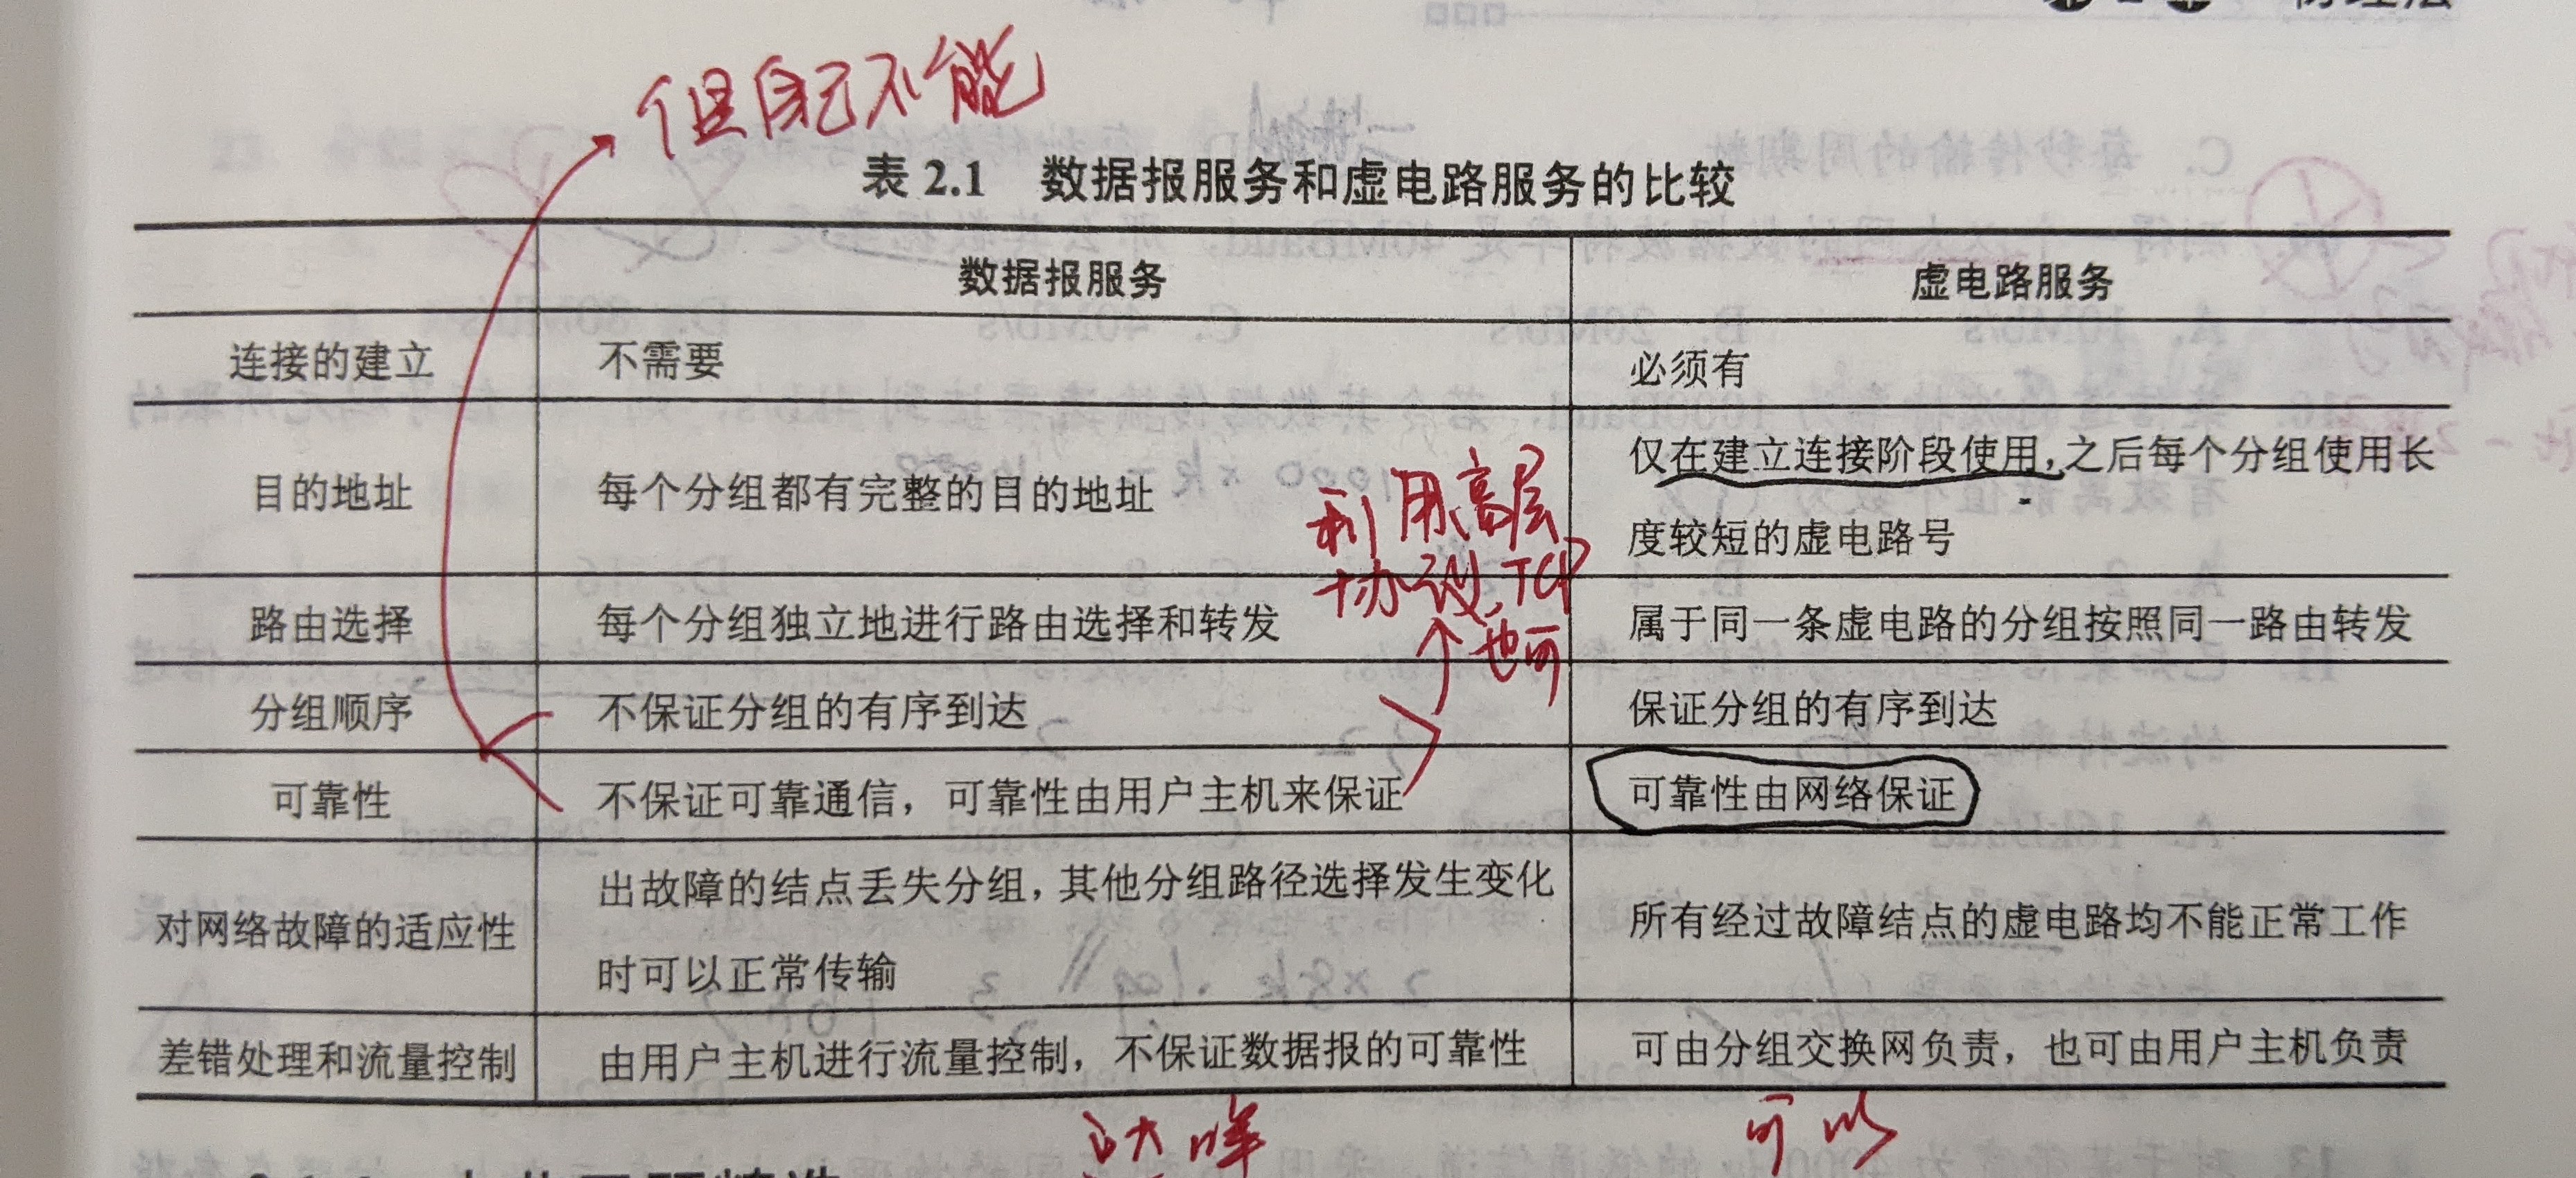 但自己不能
表 2.1 数据报服务和虚电路服务的比较
数据报服务 虚电路服务
连接的建立 不需要 必须有
目的地址 每个分组都有完整的目的地址 仅在建立连接阶段使用,之后每个分组使用长
度较短的虚电路号
利用高层
协议,TCP
也可
路由选择 每个分组独立地进行路由选择和转发 属于同一条虚电路的分组按照同一路由转发
分组顺序 不保证分组的有序到达 保证分组的有序到达
可靠性 不保证可靠通信，可靠性由用户主机来保证 可靠性由网络保证
对网络故障的适应性 出故障的结点丢失分组，其他分组路径选择发生变化
时可以正常传输 所有经过故障结点的虚电路均不能正常工作
差错处理和流量控制 由用户主机进行流量控制，不保证数据报的可靠性 可由分组交换网负责，也可由用户主机负责
可以